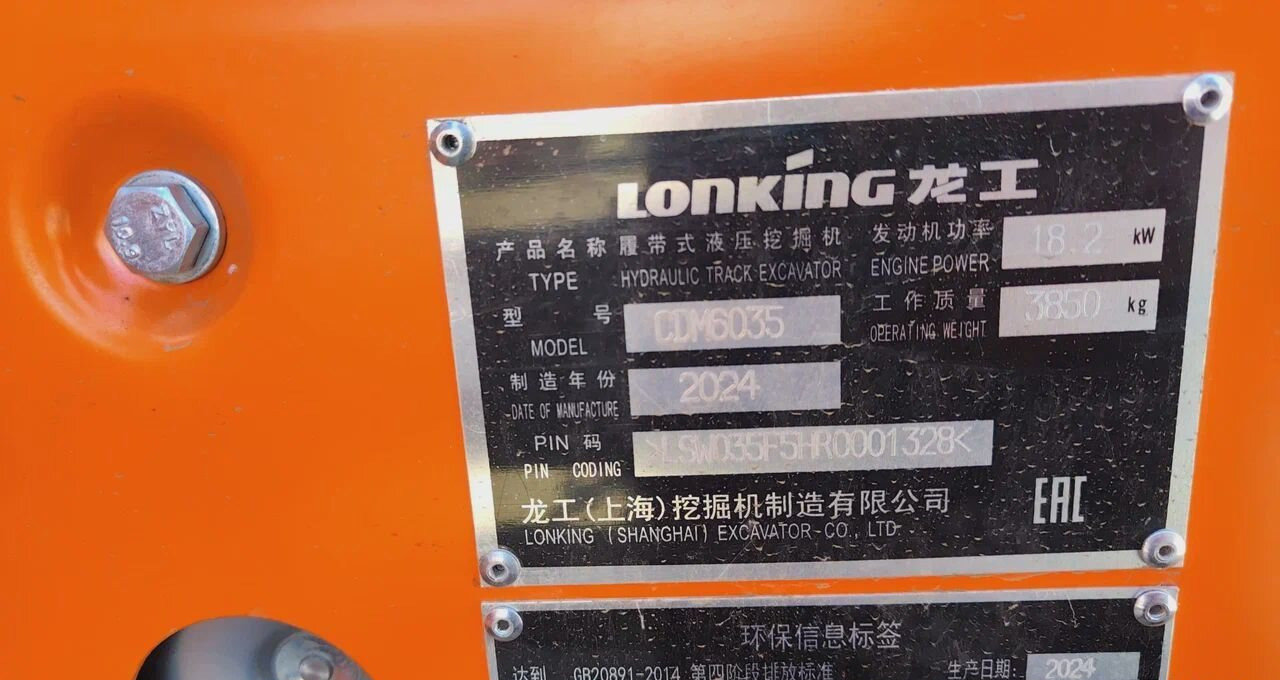 LONKING 龙工
产品名称 履带式液压挖掘机 发动机功率 18.2 kW
TYPE HYDRAULIC TRACK EXCAVATOR ENGINE POWER
型 号 CDM6035 工作质量 3850 kg
MODEL OPERATING WEIGHT
制造年份 2024
DATE OF MANUFACTURE
PIN 码 >LSW035F5HR0001328<
PIN CODING
龙工(上海)挖掘机制造有限公司
LONKING (SHANGHAI) EXCAVATOR CO., LTD.
EAC
环保信息标签
达到 GB20891-2014 第四阶段排放标准 生产日期: 2024
10.9